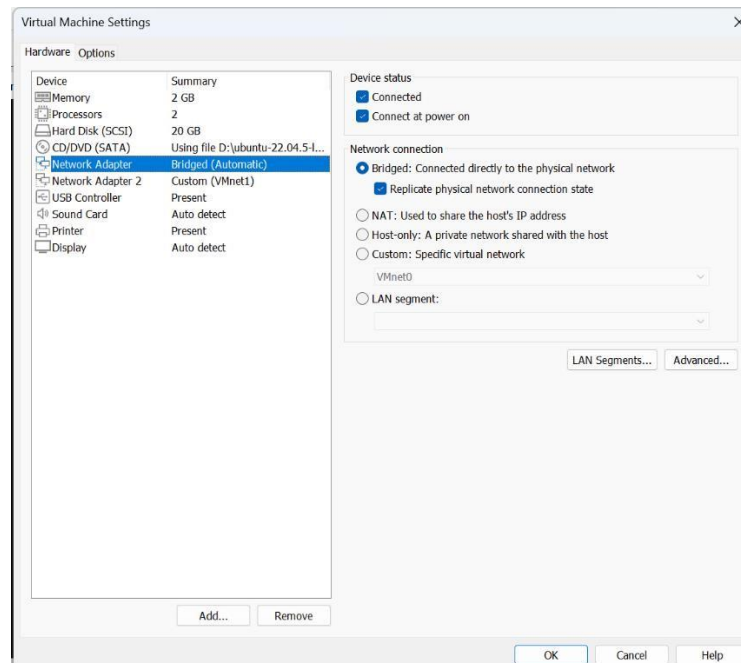 Virtual Machine Settings
Hardware Options
Device Summary
Memory 2 GB
Processors 2
Hard Disk (SCSI) 20 GB
CD/DVD (SATA) Using file D:\ubuntu-22.04.5-l...
Network Adapter Bridged (Automatic)
Network Adapter 2 Custom (VMnet1)
USB Controller Present
Sound Card Auto detect
Printer Present
Display Auto detect
Add... Remove
Device status
Connected
Connect at power on
Network connection
Bridged: Connected directly to the physical network
Replicate physical network connection state
NAT: Used to share the host's IP address
Host-only: A private network shared with the host
Custom: Specific virtual network
VMnet0
LAN segment:
LAN Segments... Advanced...
OK Cancel Help